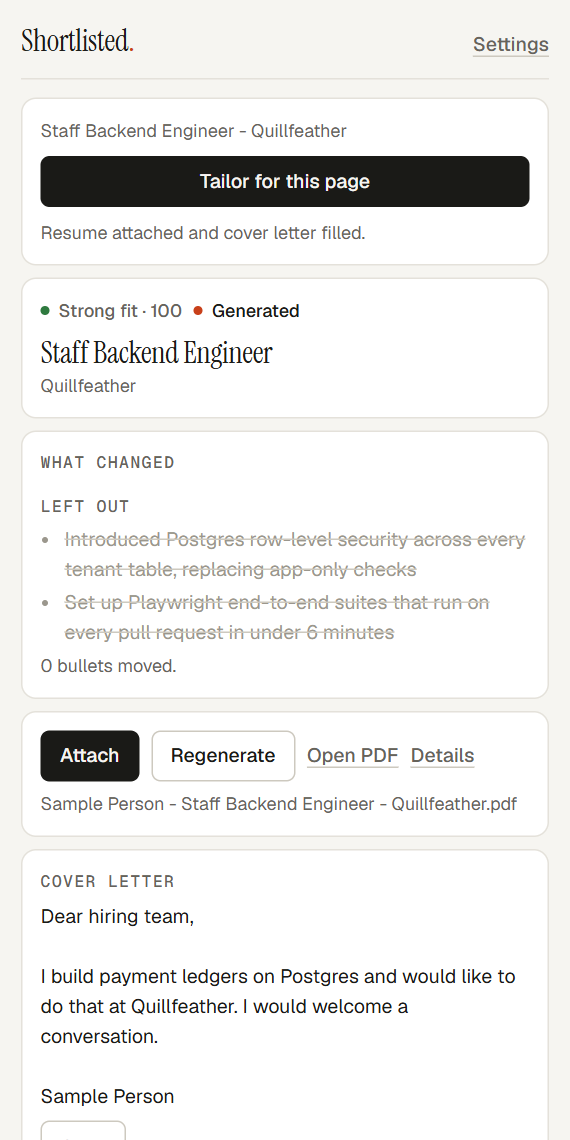 Shortlisted.
Settings
Staff Backend Engineer - Quillfeather
Tailor for this page
Resume attached and cover letter filled.
Strong fit · 100
Generated
Staff Backend Engineer
Quillfeather
WHAT CHANGED
LEFT OUT
Introduced Postgres row-level security across every
tenant table, replacing app-only checks
Set up Playwright end-to-end suites that run on
every pull request in under 6 minutes
0 bullets moved.
Attach
Regenerate
Open PDF
Details
Sample Person - Staff Backend Engineer - Quillfeather.pdf
COVER LETTER
Dear hiring team,
I build payment ledgers on Postgres and would like to
do that at Quillfeather. I would welcome a
conversation.
Sample Person